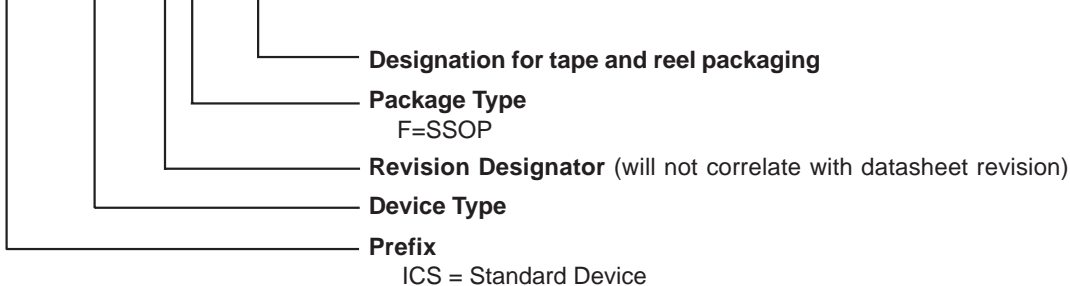 Designation for tape and reel packaging
Package Type
F=SSOP
Revision Designator (will not correlate with datasheet revision)
Device Type
Prefix
ICS = Standard Device